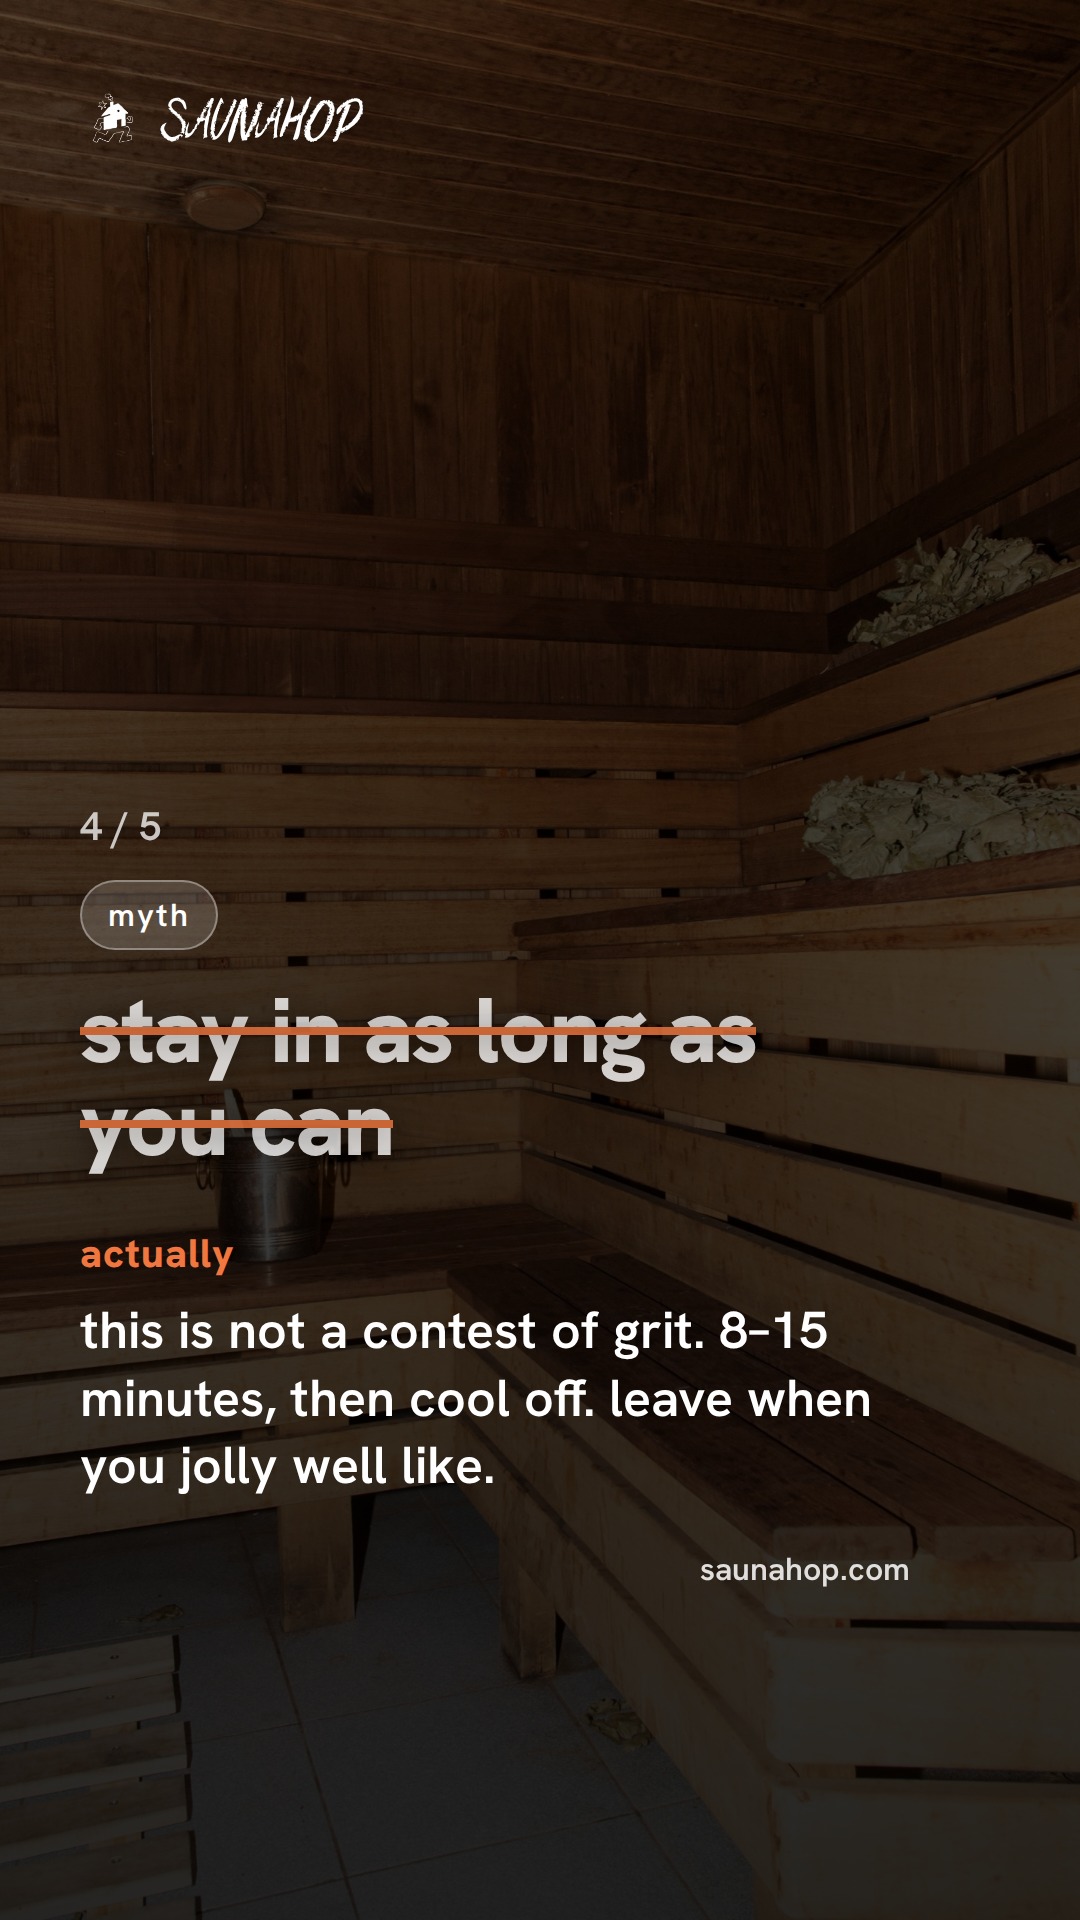 SAUNAHOP
4 / 5
myth
stay in as long as
you can
actually
this is not a contest of grit. 8–15
minutes, then cool off. leave when
you jolly well like.
saunahop.com